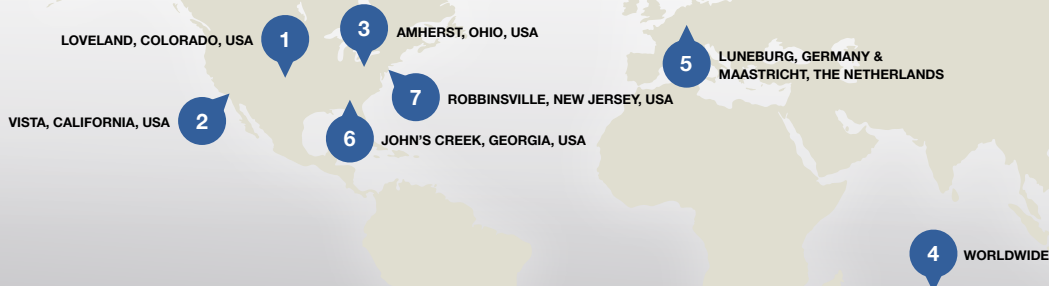 1
LOVELAND, COLORADO, USA
2
VISTA, CALIFORNIA, USA
3
AMHERST, OHIO, USA
4
WORLDWIDE
5
LUNEBURG, GERMANY &
MAASTRICHT, THE NETHERLANDS
6
JOHN'S CREEK, GEORGIA, USA
7
ROBBINSVILLE, NEW JERSEY, USA